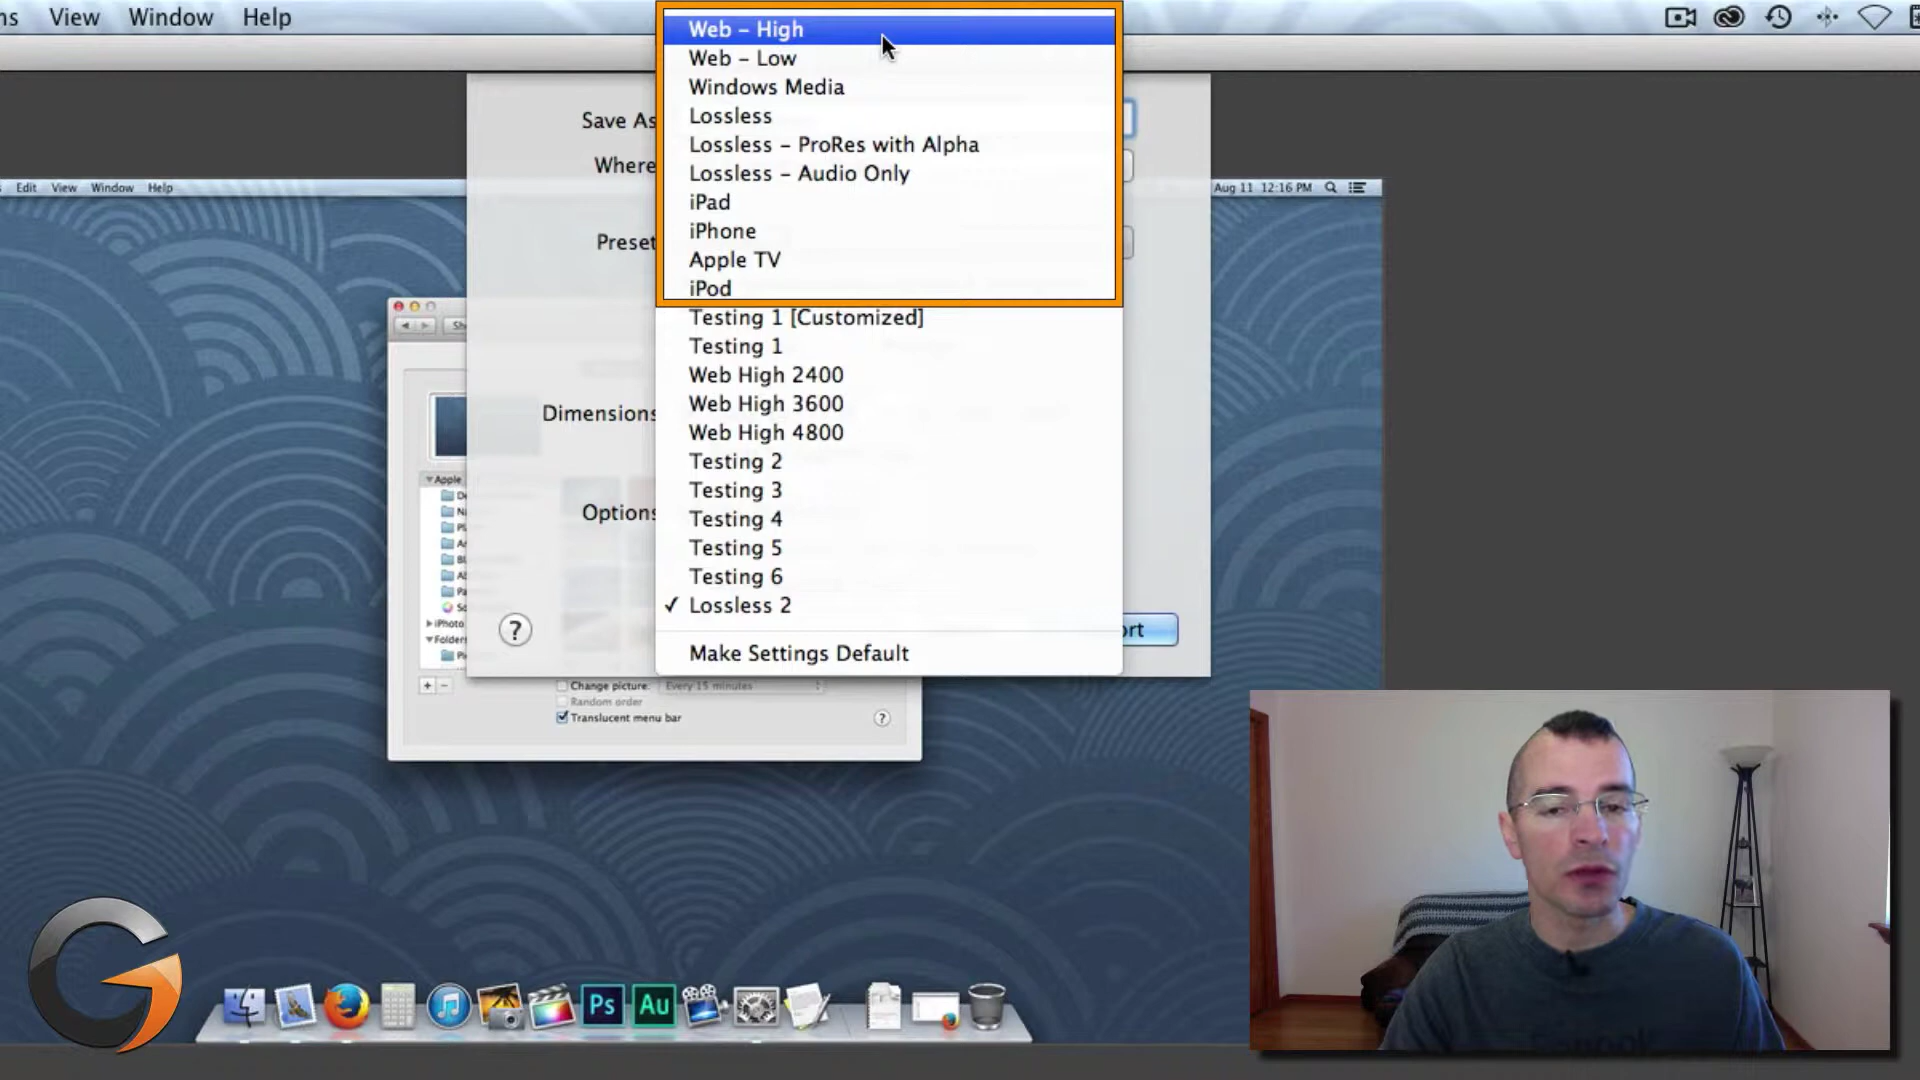 View Window Help
Web – High
Web – Low
Windows Media
Lossless
Lossless – ProRes with Alpha
Lossless – Audio Only
iPad
iPhone
Apple TV
iPod
Testing 1 [Customized]
Testing 1
Web High 2400
Web High 3600
Web High 4800
Testing 2
Testing 3
Testing 4
Testing 5
Testing 6
✓ Lossless 2
Make Settings Default
Save As
Where
Preset
Dimensions
Options
?
Edit View Window Help
Aug 11 12:16 PM
Apple
iPhoto
Folders
+ −
Change picture: Every 15 minutes
Random order
Translucent menu bar
?
Ps
Au